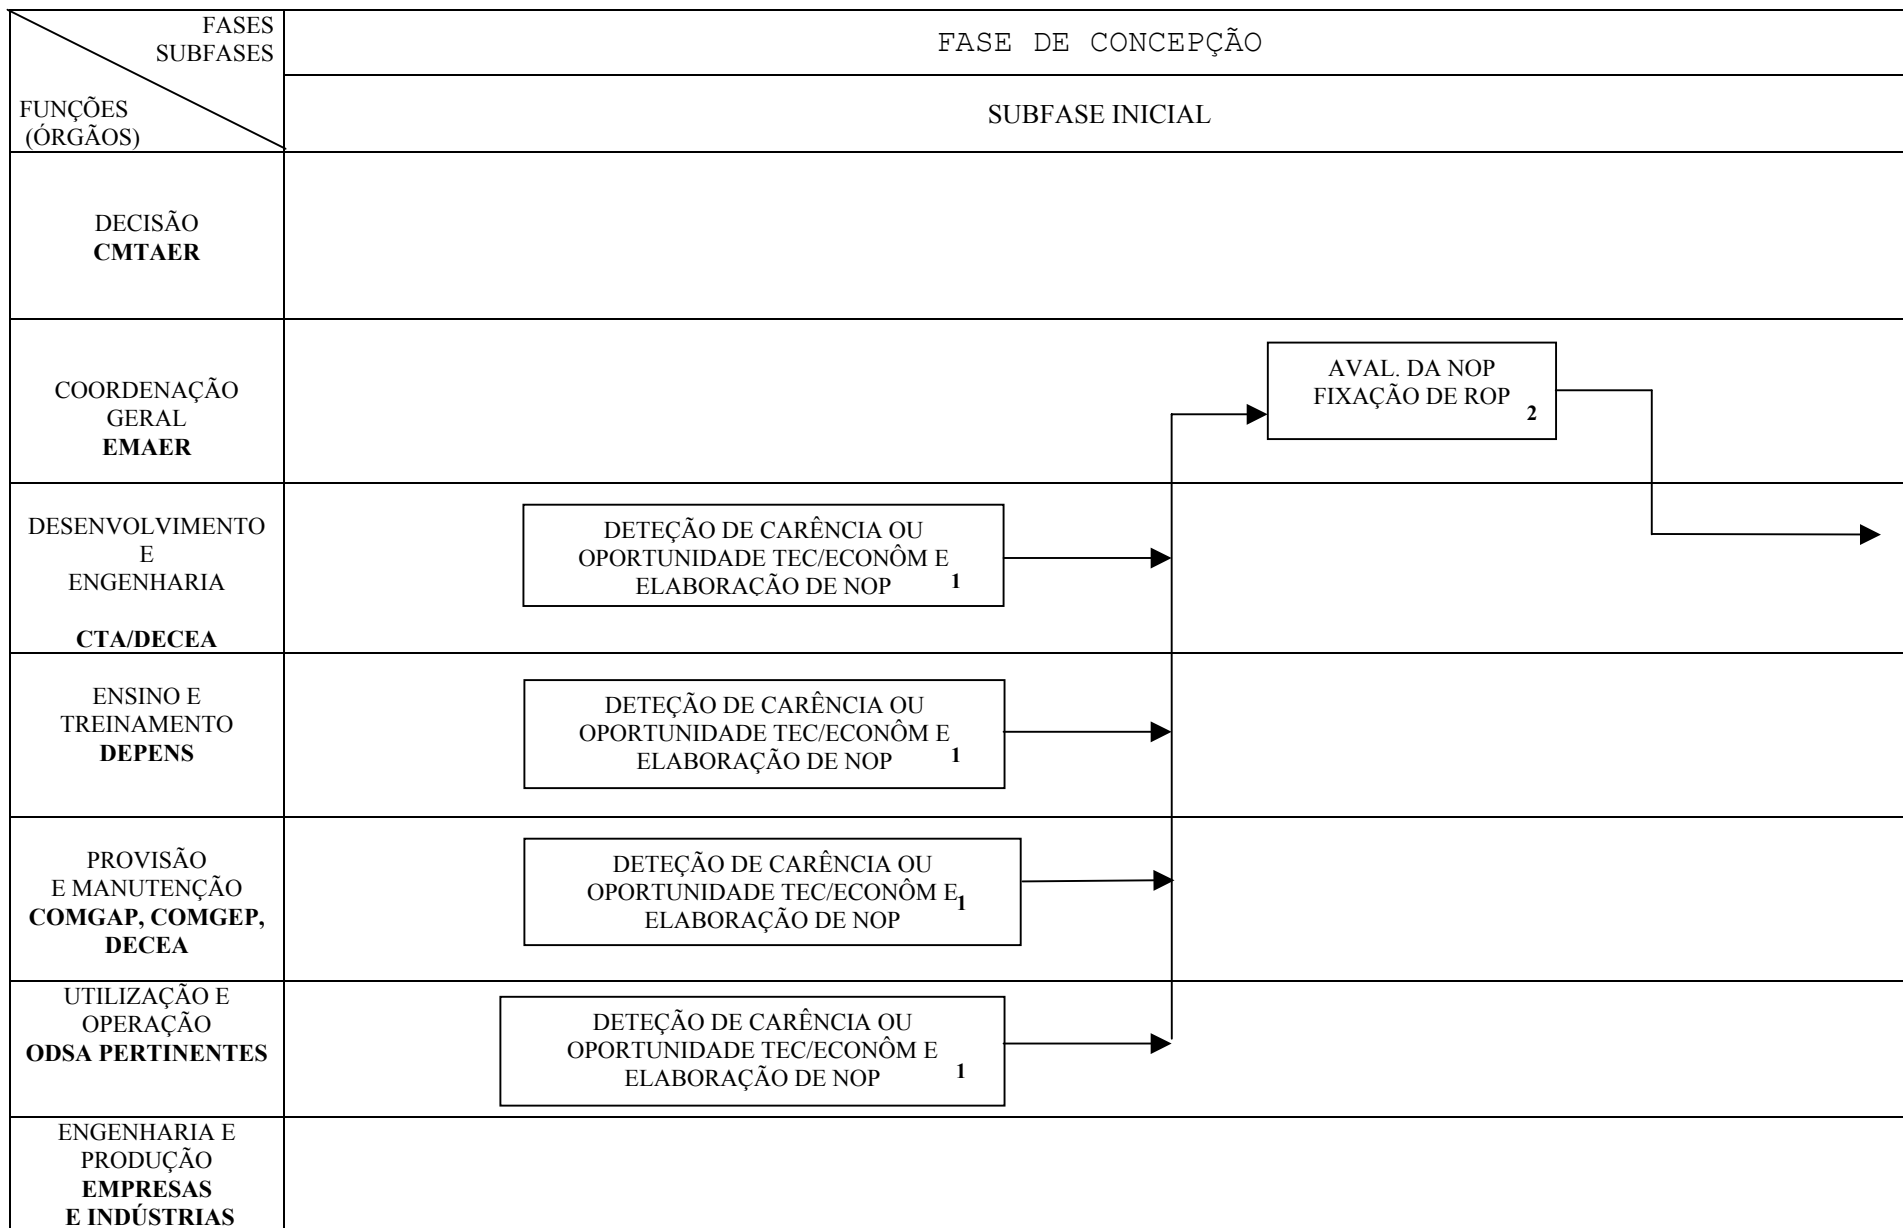 FASES
SUBFASES
FUNÇÕES
(ÓRGÃOS)
FASE DE CONCEPÇÃO
SUBFASE INICIAL
DECISÃO
CMTAER
COORDENAÇÃO
GERAL
EMAER
AVAL. DA NOP
FIXAÇÃO DE ROP
2
DESENVOLVIMENTO
E
ENGENHARIA
CTA/DECEA
DETEÇÃO DE CARÊNCIA OU
OPORTUNIDADE TEC/ECONÔM E
ELABORAÇÃO DE NOP 1
ENSINO E
TREINAMENTO
DEPENS
DETEÇÃO DE CARÊNCIA OU
OPORTUNIDADE TEC/ECONÔM E
ELABORAÇÃO DE NOP 1
PROVISÃO
E MANUTENÇÃO
COMGAP, COMGEP,
DECEA
DETEÇÃO DE CARÊNCIA OU
OPORTUNIDADE TEC/ECONÔM E 1
ELABORAÇÃO DE NOP
UTILIZAÇÃO E
OPERAÇÃO
ODSA PERTINENTES
DETEÇÃO DE CARÊNCIA OU
OPORTUNIDADE TEC/ECONÔM E
ELABORAÇÃO DE NOP 1
ENGENHARIA E
PRODUÇÃO
EMPRESAS
E INDÚSTRIAS